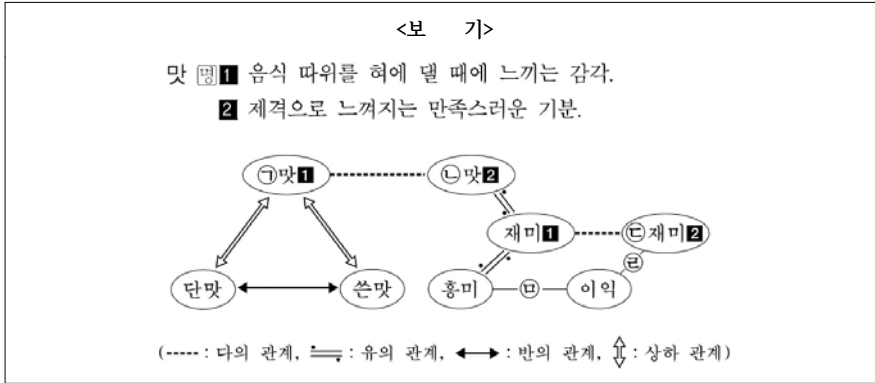 <보 기>
맛 명 1 음식 따위를 혀에 댈 때에 느끼는 감각.
2 제격으로 느껴지는 만족스러운 기분.
㉠맛1 ㉡맛2
재미1 ㉢재미2
㉣
단맛 쓴맛 흥미 ㉤ 이익
(-----: 다의 관계, : 유의 관계, ↔: 반의 관계, ⇕: 상하 관계)